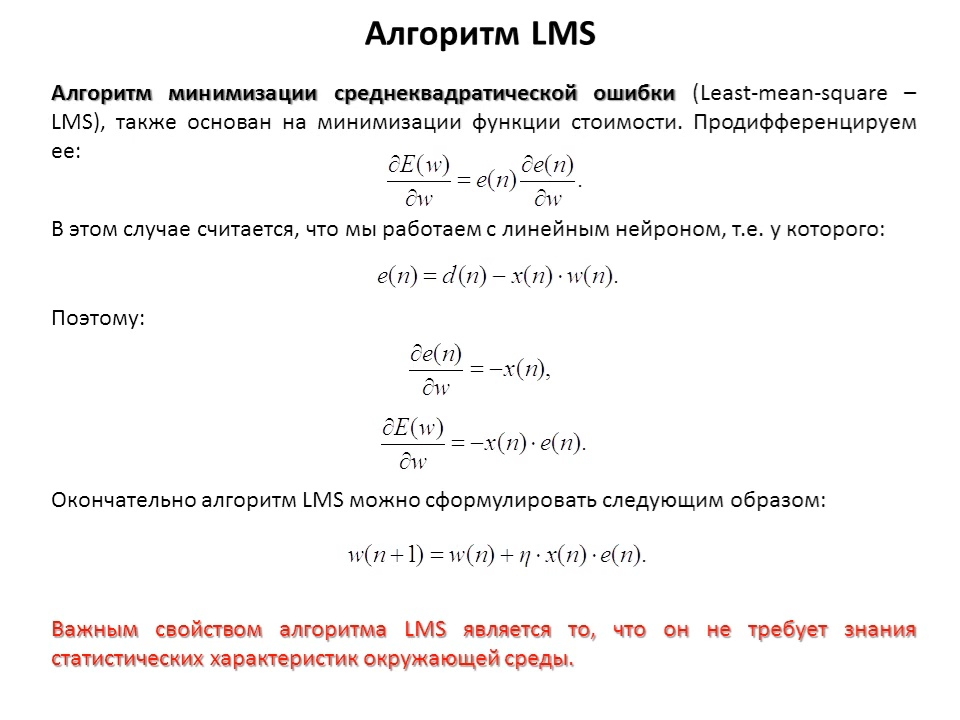 Алгоритм LMS
Алгоритм минимизации среднеквадратической ошибки (Least-mean-square –
LMS), также основан на минимизации функции стоимости. Продифференцируем
ее:
∂E(w)/∂w = e(n) ∂e(n)/∂w.
В этом случае считается, что мы работаем с линейным нейроном, т.е. у которого:
e(n) = d(n) − x(n) · w(n).
Поэтому:
∂e(n)/∂w = −x(n),
∂E(w)/∂w = −x(n) · e(n).
Окончательно алгоритм LMS можно сформулировать следующим образом:
w(n + 1) = w(n) + η · x(n) · e(n).
Важным свойством алгоритма LMS является то, что он не требует знания
статистических характеристик окружающей среды.